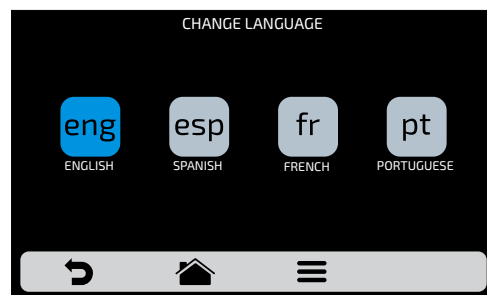 CHANGE LANGUAGE
eng esp fr pt
ENGLISH SPANISH FRENCH PORTUGUESE